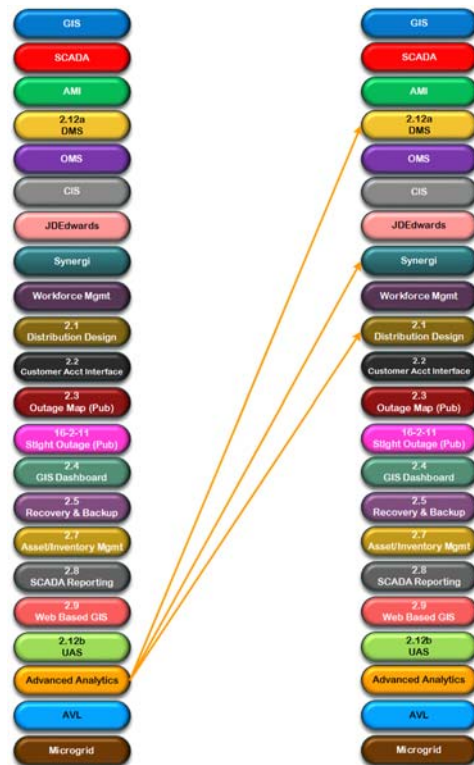 GIS
SCADA
AMI
2.12a
DMS
OMS
CIS
JDEdwards
Synergi
Workforce Mgmt
2.1
Distribution Design
2.2
Customer Acct Interface
2.3
Outage Map (Pub)
16-2-11
Stlght Outage (Pub)
2.4
GIS Dashboard
2.5
Recovery & Backup
2.7
Asset/Inventory Mgmt
2.8
SCADA Reporting
2.9
Web Based GIS
2.12b
UAS
Advanced Analytics
AVL
Microgrid
GIS
SCADA
AMI
2.12a
DMS
OMS
CIS
JDEdwards
Synergi
Workforce Mgmt
2.1
Distribution Design
2.2
Customer Acct Interface
2.3
Outage Map (Pub)
16-2-11
Stlght Outage (Pub)
2.4
GIS Dashboard
2.5
Recovery & Backup
2.7
Asset/Inventory Mgmt
2.8
SCADA Reporting
2.9
Web Based GIS
2.12b
UAS
Advanced Analytics
AVL
Microgrid